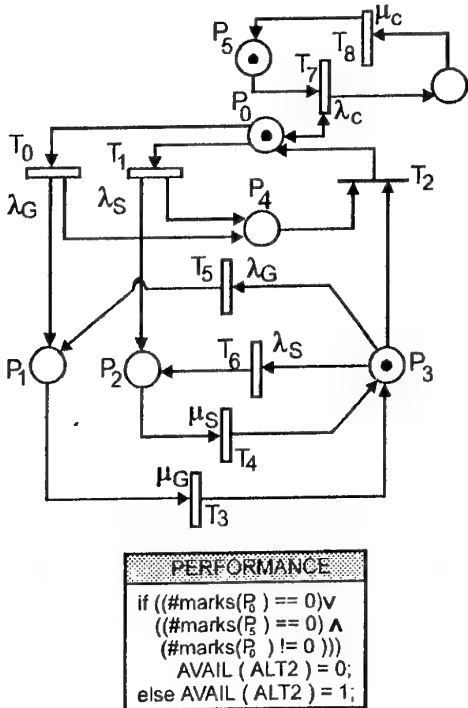 μc
P5
T8
T7
P0
λc
T0
T1
T2
λG
λS
P4
T5
λG
P1
P2
T6
λS
P3
μS
T4
μG
T3
PERFORMANCE
if ((#marks(P0 ) == 0)∨
((#marks(P5 ) == 0) ∧
(#marks(P0 ) != 0 )))
AVAIL ( ALT2 ) = 0;
else AVAIL ( ALT2 ) = 1;